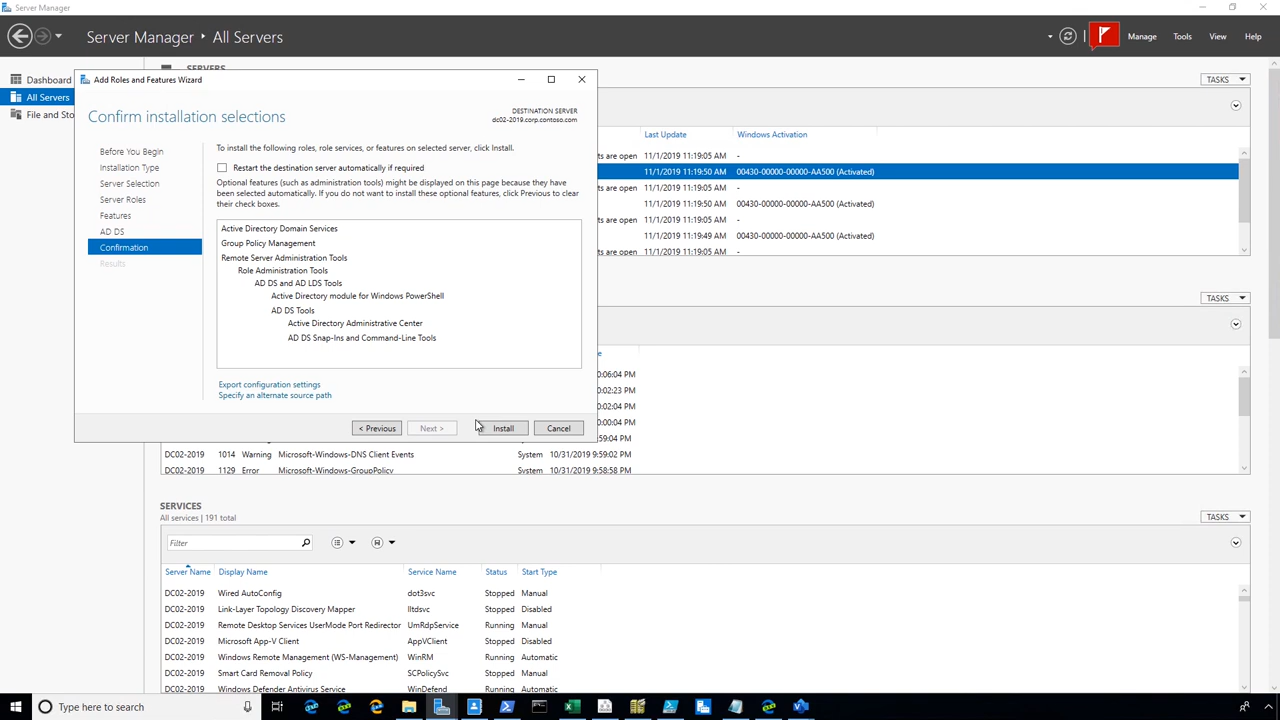 Server Manager
Server Manager • All Servers
Manage Tools View Help
Dashboard
All Servers
File and Sto
SERVERS
TASKS
Last Update Windows Activation
ts are open 11/1/2019 11:19:05 AM -
11/1/2019 11:19:50 AM 00430-00000-00000-AA500 (Activated)
ts are open 11/1/2019 11:19:05 AM -
11/1/2019 11:19:50 AM 00430-00000-00000-AA500 (Activated)
ts are open 11/1/2019 11:19:05 AM -
11/1/2019 11:19:49 AM 00430-00000-00000-AA500 (Activated)
ts are open 11/1/2019 11:19:05 AM -
Add Roles and Features Wizard
Confirm installation selections
DESTINATION SERVER
dc02-2019.corp.contoso.com
Before You Begin
Installation Type
Server Selection
Server Roles
Features
AD DS
Confirmation
Results
To install the following roles, role services, or features on selected server, click Install.
Restart the destination server automatically if required
Optional features (such as administration tools) might be displayed on this page because they have
been selected automatically. If you do not want to install these optional features, click Previous to clear
their check boxes.
Active Directory Domain Services
Group Policy Management
Remote Server Administration Tools
Role Administration Tools
AD DS and AD LDS Tools
Active Directory module for Windows PowerShell
AD DS Tools
Active Directory Administrative Center
AD DS Snap-Ins and Command-Line Tools
Export configuration settings
Specify an alternate source path
< Previous Next > Install Cancel
TASKS
e
0:06:04 PM
0:02:23 PM
0:02:04 PM
DC02-2019 1014 Warning Microsoft-Windows-DNS Client Events System 10/31/2019 9:59:02 PM
DC02-2019 1129 Error Microsoft-Windows-GroupPolicy System 10/31/2019 9:58:58 PM
SERVICES
All services | 191 total
TASKS
Filter
Server Name Display Name Service Name Status Start Type
DC02-2019 Wired AutoConfig dot3svc Stopped Manual
DC02-2019 Link-Layer Topology Discovery Mapper lltdsvc Stopped Disabled
DC02-2019 Remote Desktop Services UserMode Port Redirector UmRdpService Running Manual
DC02-2019 Microsoft App-V Client AppVClient Stopped Disabled
DC02-2019 Windows Remote Management (WS-Management) WinRM Running Automatic
DC02-2019 Smart Card Removal Policy SCPolicySvc Stopped Manual
DC02-2019 Windows Defender Antivirus Service WinDefend Running Automatic
Type here to search